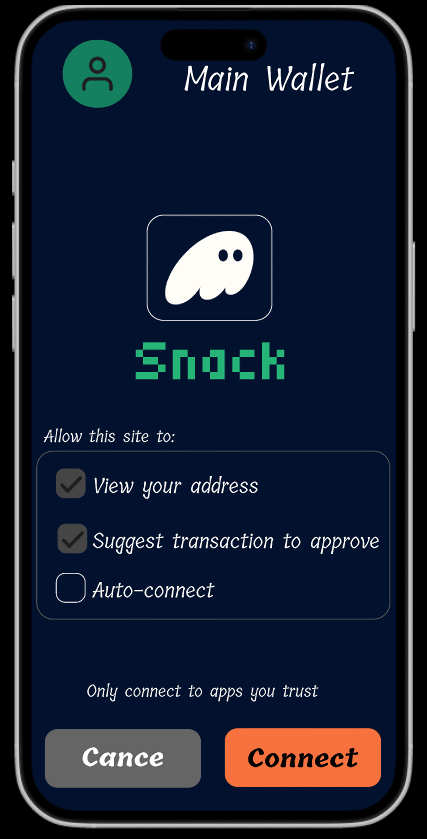 Main Wallet
Snack
Allow this site to:
View your address
Suggest transaction to approve
Auto-connect
Only connect to apps you trust
Cance Connect